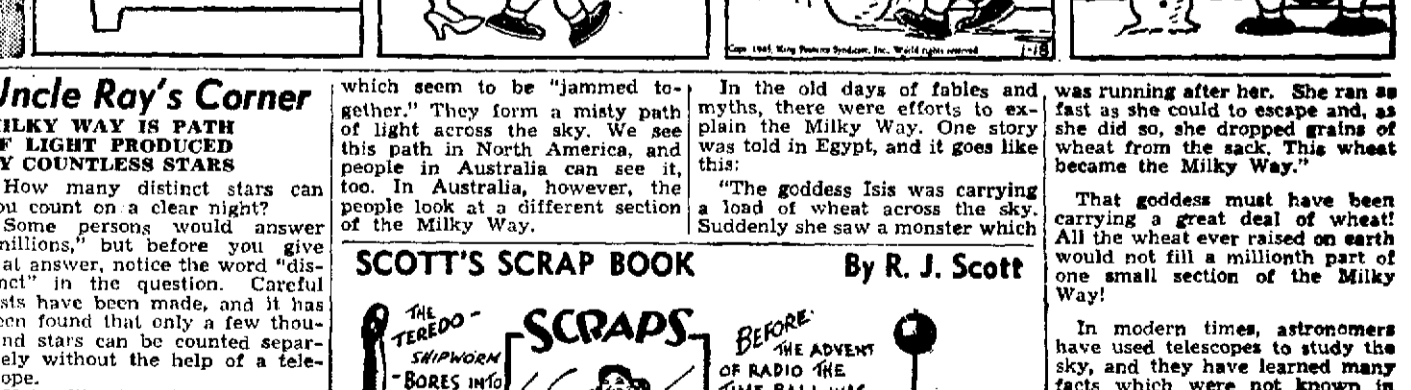 Copr. 1945, King Features Syndicate, Inc., World rights reserved
1-18
Uncle Ray's Corner
MILKY WAY IS PATH
OF LIGHT PRODUCED
BY COUNTLESS STARS
How many distinct stars can
you count on a clear night?
Some persons would answer
"millions," but before you give
that answer, notice the word "dis-
tinct" in the question. Careful
tests have been made, and it has
been found that only a few thou-
sand stars can be counted separ-
ately without the help of a tele-
scope.
which seem to be "jammed to-
gether." They form a misty path
of light across the sky. We see
this path in North America, and
people in Australia can see it,
too. In Australia, however, the
people look at a different section
of the Milky Way.
In the old days of fables and
myths, there were efforts to ex-
plain the Milky Way. One story
was told in Egypt, and it goes like
this:
"The goddess Isis was carrying
a load of wheat across the sky.
Suddenly she saw a monster which
was running after her. She ran as
fast as she could to escape and, as
she did so, she dropped grains of
wheat from the sack. This wheat
became the Milky Way."
That goddess must have been
carrying a great deal of wheat!
All the wheat ever raised on earth
would not fill a millionth part of
one small section of the Milky
Way!
In modern times, astronomers
have used telescopes to study the
sky, and they have learned many
facts which were not known in
SCOTT'S SCRAP BOOK
By R. J. Scott
THE
TEREDO-
SHIPWORM
-BORES INTO
SCRAPS
BEFORE
THE ADVENT
OF RADIO THE
TIME BALL WAS